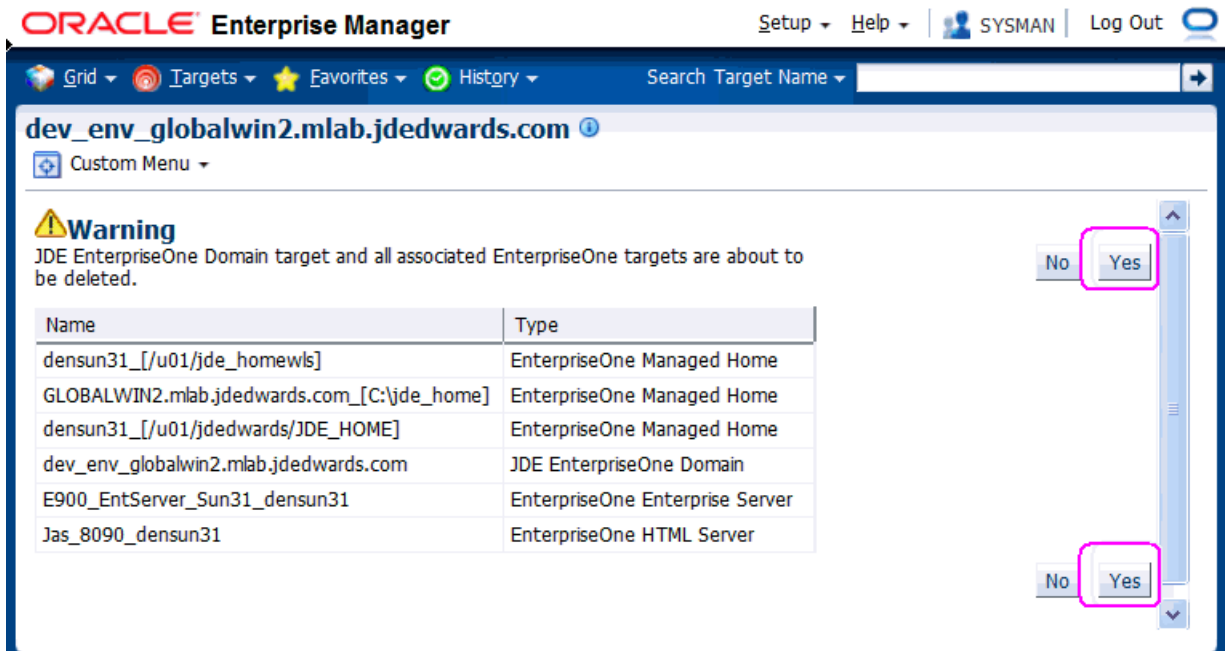 ORACLE Enterprise Manager Setup Help SYSMAN Log Out
Grid Targets Favorites History Search Target Name
dev_env_globalwin2.mlab.jdedwards.com
Custom Menu
Warning
JDE EnterpriseOne Domain target and all associated EnterpriseOne targets are about to
be deleted.
No Yes
Name Type
densun31_[/u01/jde_homewls] EnterpriseOne Managed Home
GLOBALWIN2.mlab.jdedwards.com_[C:\jde_home] EnterpriseOne Managed Home
densun31_[/u01/jdedwards/JDE_HOME] EnterpriseOne Managed Home
dev_env_globalwin2.mlab.jdedwards.com JDE EnterpriseOne Domain
E900_EntServer_Sun31_densun31 EnterpriseOne Enterprise Server
Jas_8090_densun31 EnterpriseOne HTML Server
No Yes